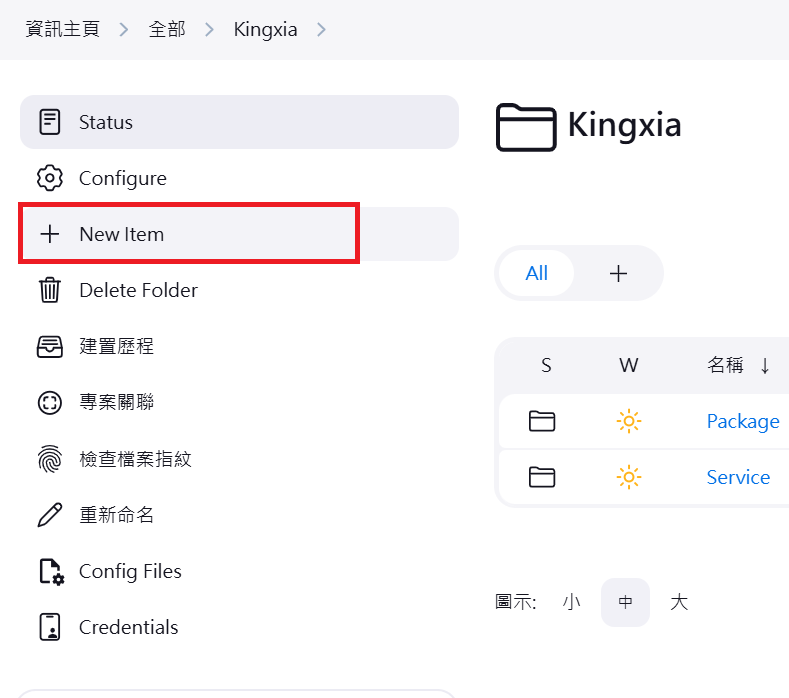 資訊主頁 全部 Kingxia
Status
Configure
New Item
Delete Folder
建置歷程
專案關聯
檢查檔案指紋
重新命名
Config Files
Credentials
Kingxia
All +
S W 名稱 ↓
Package
Service
圖示: 小 中 大